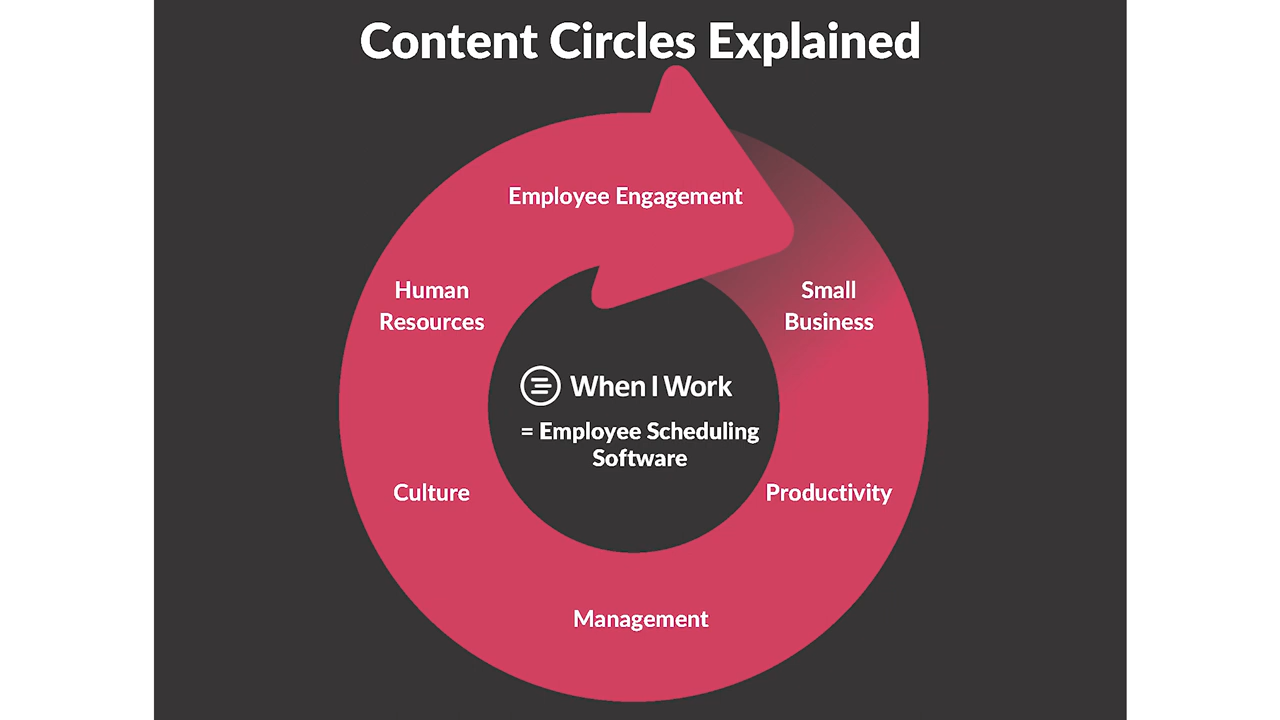 Content Circles Explained
Employee Engagement
Human
Resources
Small
Business
When I Work
= Employee Scheduling
Software
Culture
Productivity
Management